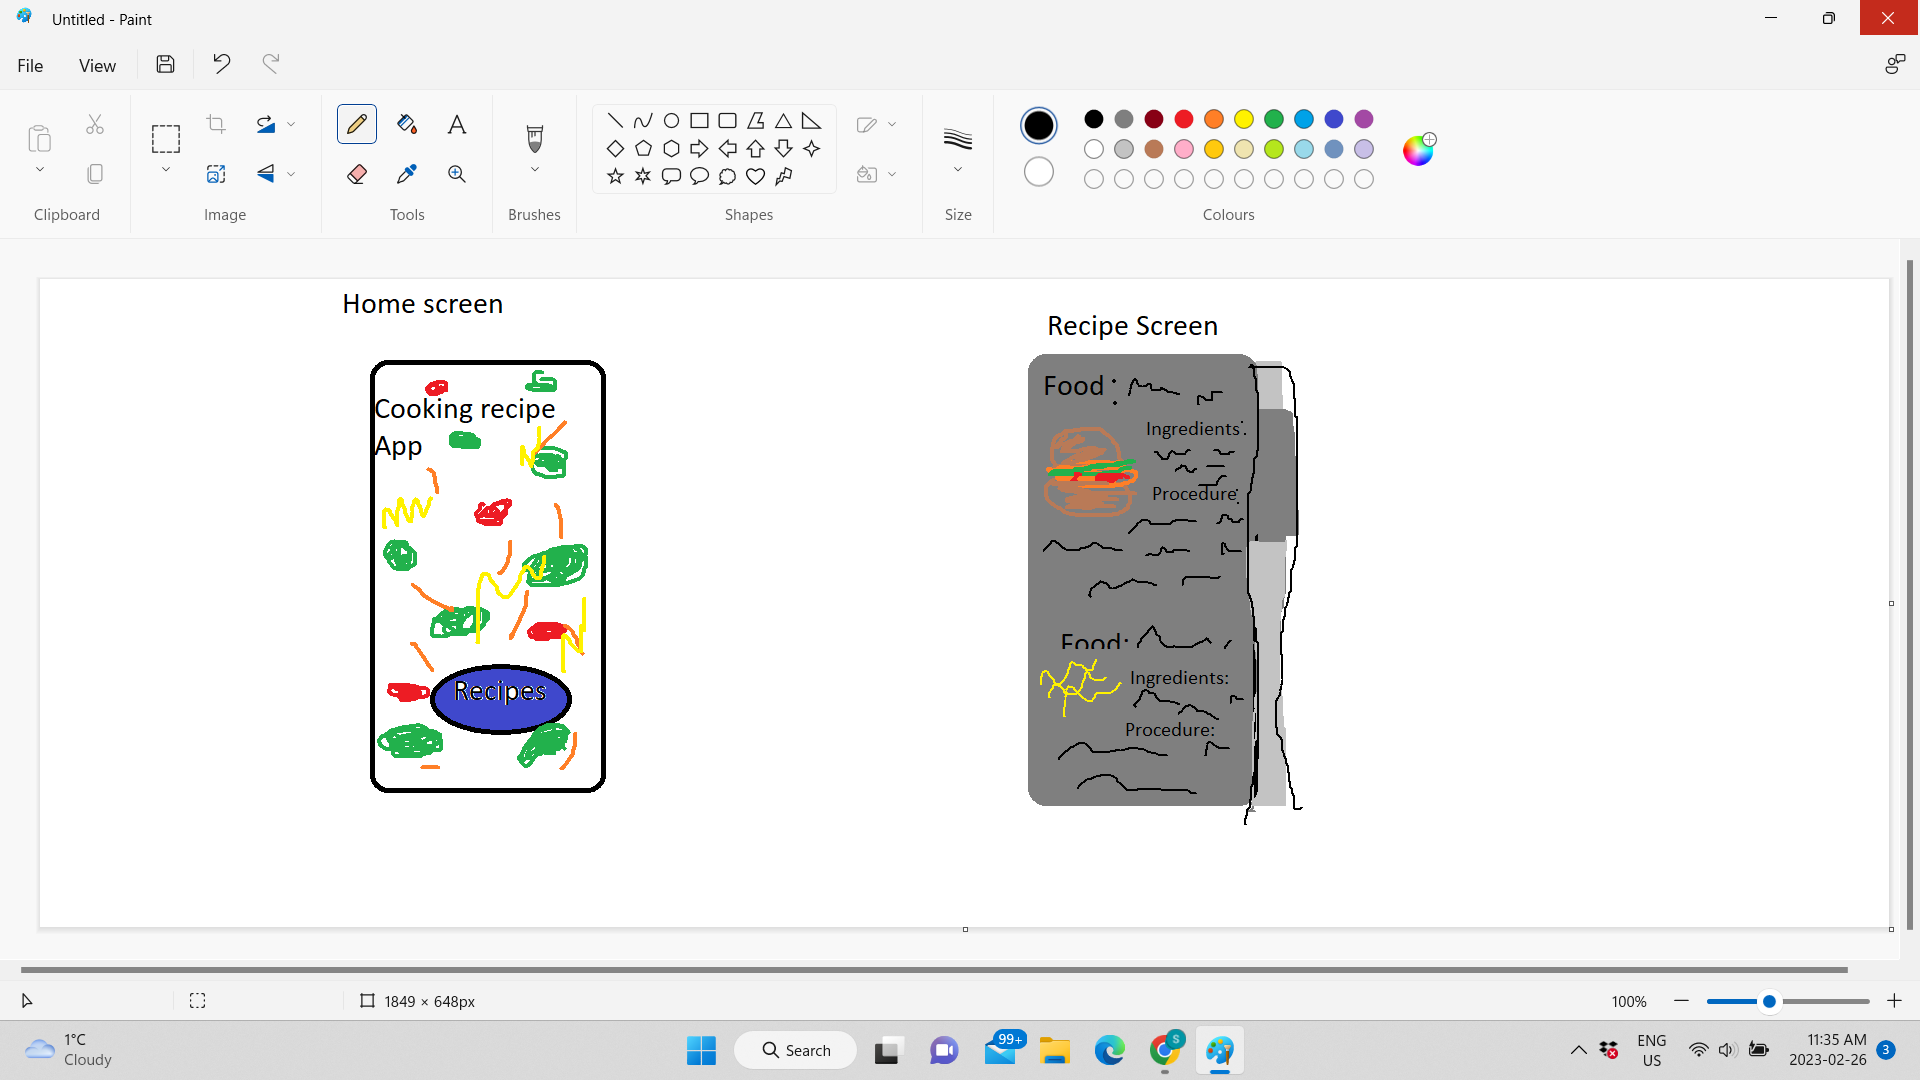 Untitled - Paint
File
View
Clipboard
Image
Tools
Brushes
Shapes
Size
Colours
Home screen
Cooking recipe
App
Recipes
Recipe Screen
Food :
Ingredients:
Procedure:
Food:
Ingredients:
Procedure:
1849 × 648px
100%
1°C
Cloudy
Search
99+
S
ENG
US
11:35 AM
2023-02-26
3